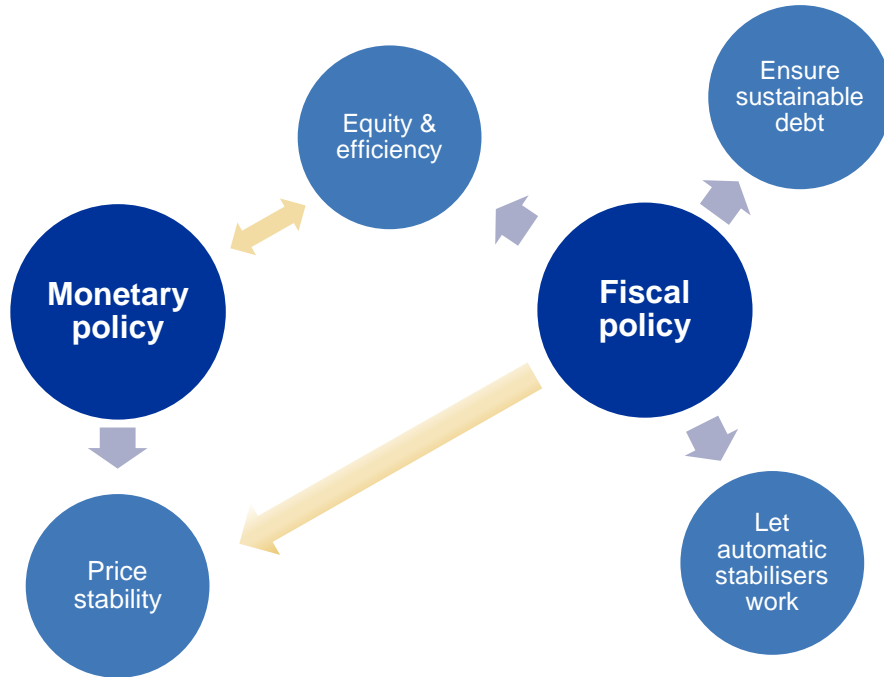 Ensure
sustainable
debt
Equity &
efficiency
Monetary
policy
Fiscal
policy
Price
stability
Let
automatic
stabilisers
work